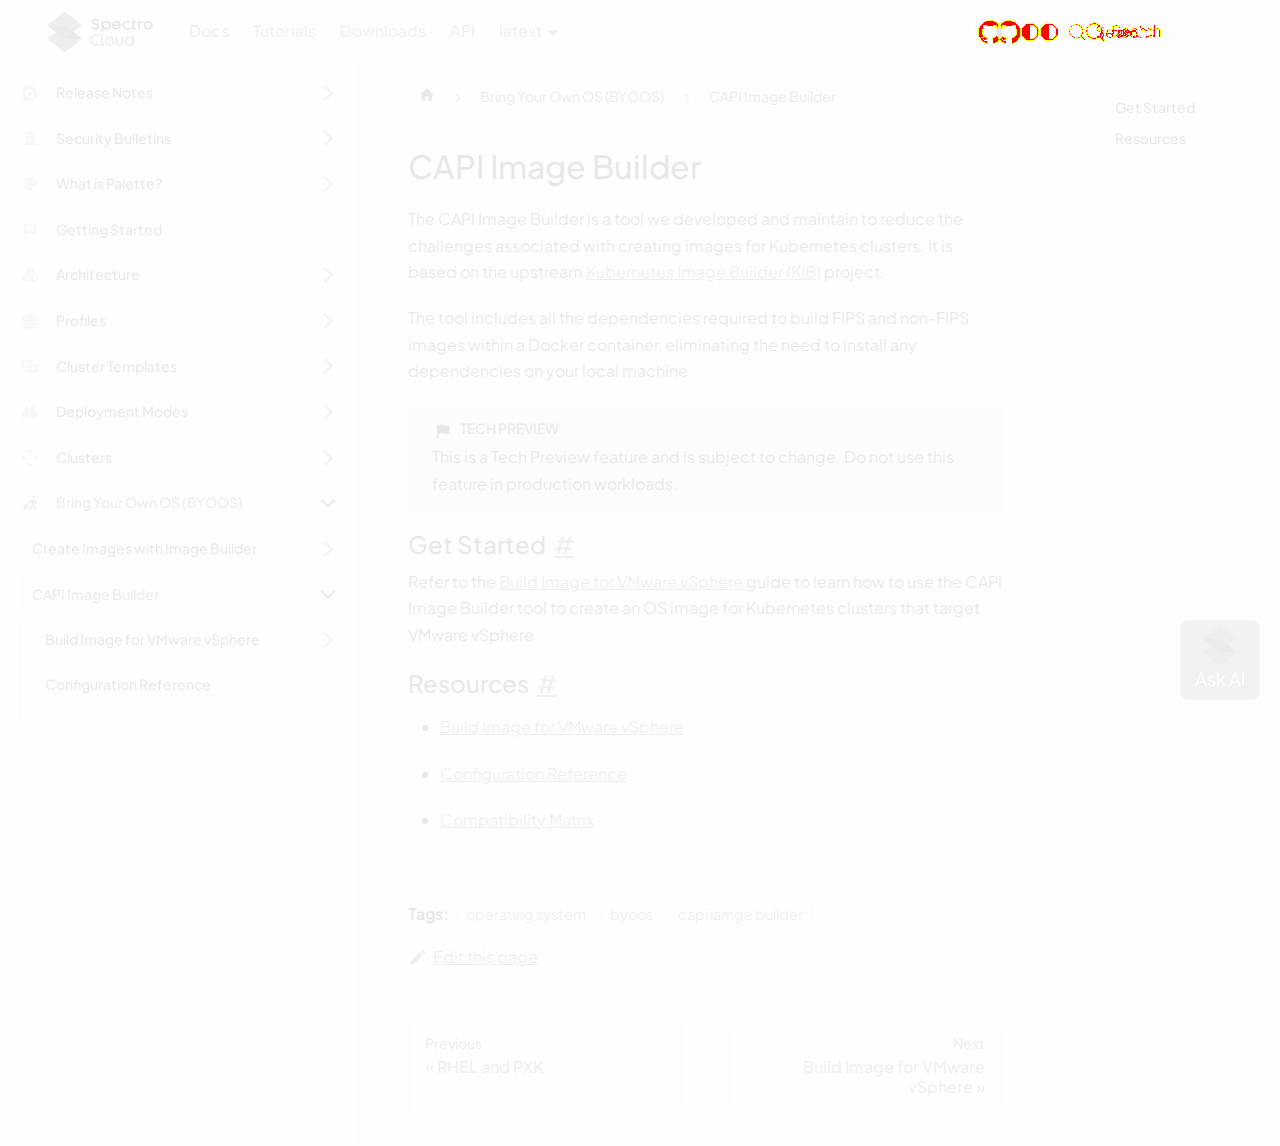 Spectro Cloud
Docs Tutorials Downloads API latest
Search
Release Notes
Security Bulletins
What is Palette?
Getting Started
Architecture
Profiles
Cluster Templates
Deployment Modes
Clusters
Bring Your Own OS (BYOOS)
Create Images with Image Builder
CAPI Image Builder
Build Image for VMware vSphere
Configuration Reference
Bring Your Own OS (BYOOS) CAPI Image Builder
CAPI Image Builder
The CAPI Image Builder is a tool we developed and maintain to reduce the
challenges associated with creating images for Kubernetes clusters. It is
based on the upstream Kubernetes Image Builder (KIB) project.
The tool includes all the dependencies required to build FIPS and non-FIPS
images within a Docker container, eliminating the need to install any
dependencies on your local machine.
TECH PREVIEW
This is a Tech Preview feature and is subject to change. Do not use this
feature in production workloads.
Get Started #
Refer to the Build Image for VMware vSphere guide to learn how to use the CAPI
Image Builder tool to create an OS image for Kubernetes clusters that target
VMware vSphere.
Resources #
Build Image for VMware vSphere
Configuration Reference
Compatibility Matrix
Tags: operating system byoos capi iamge builder
Edit this page
Previous
« RHEL and PXK
Next
Build Image for VMware
vSphere »
Get Started
Resources
Ask AI